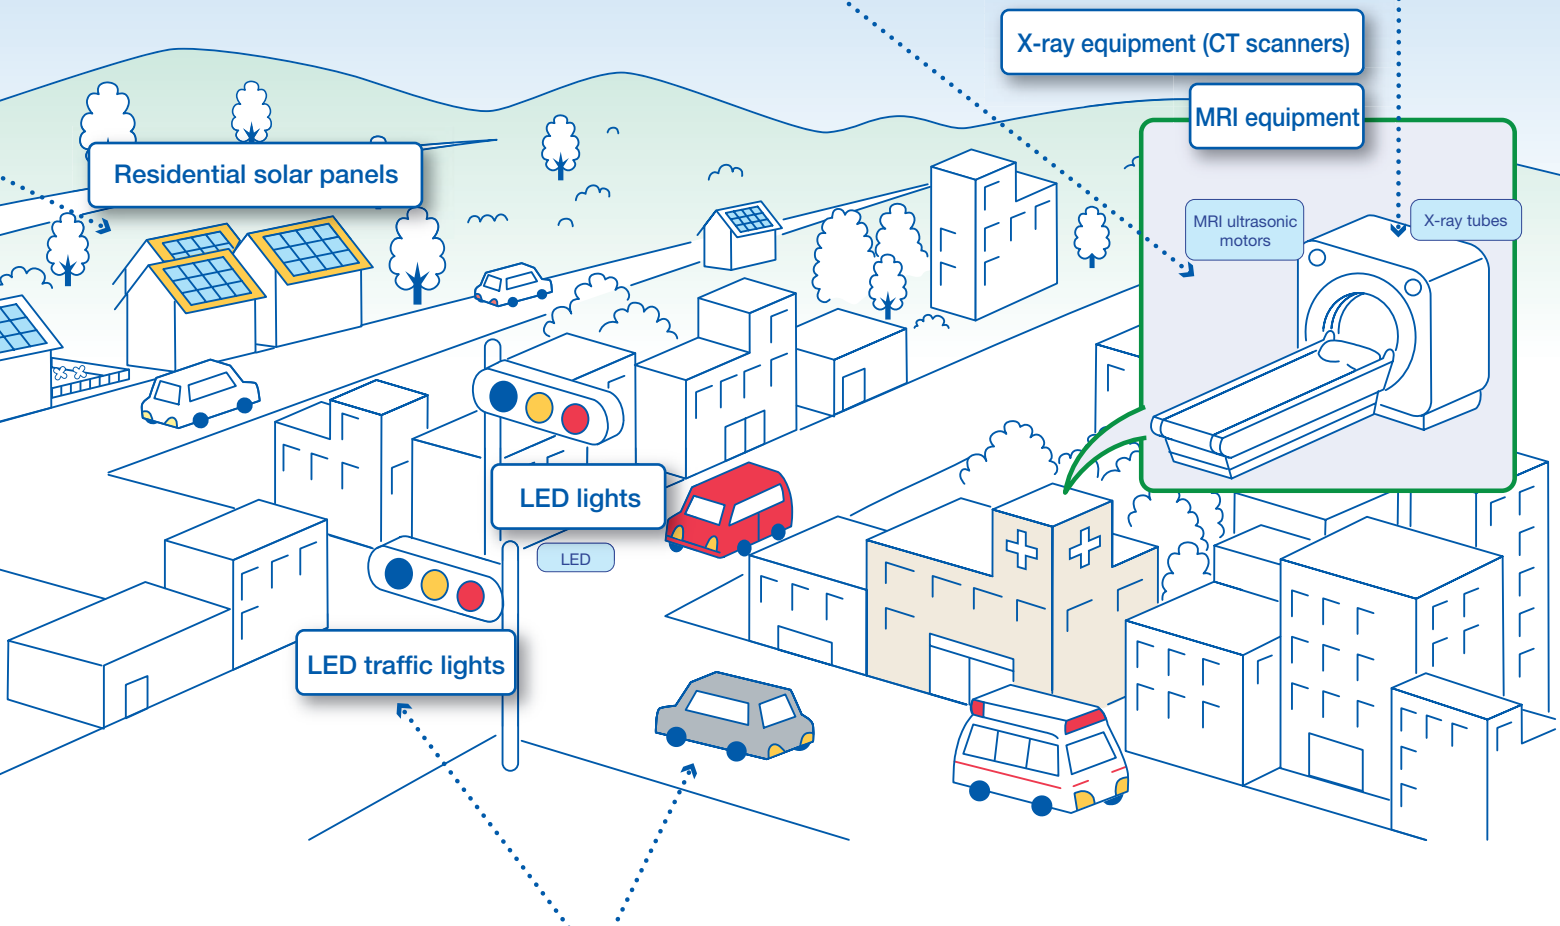 X-ray equipment (CT scanners)
MRI equipment
Residential solar panels
MRI ultrasonic
motors
X-ray tubes
LED lights
LED
LED traffic lights